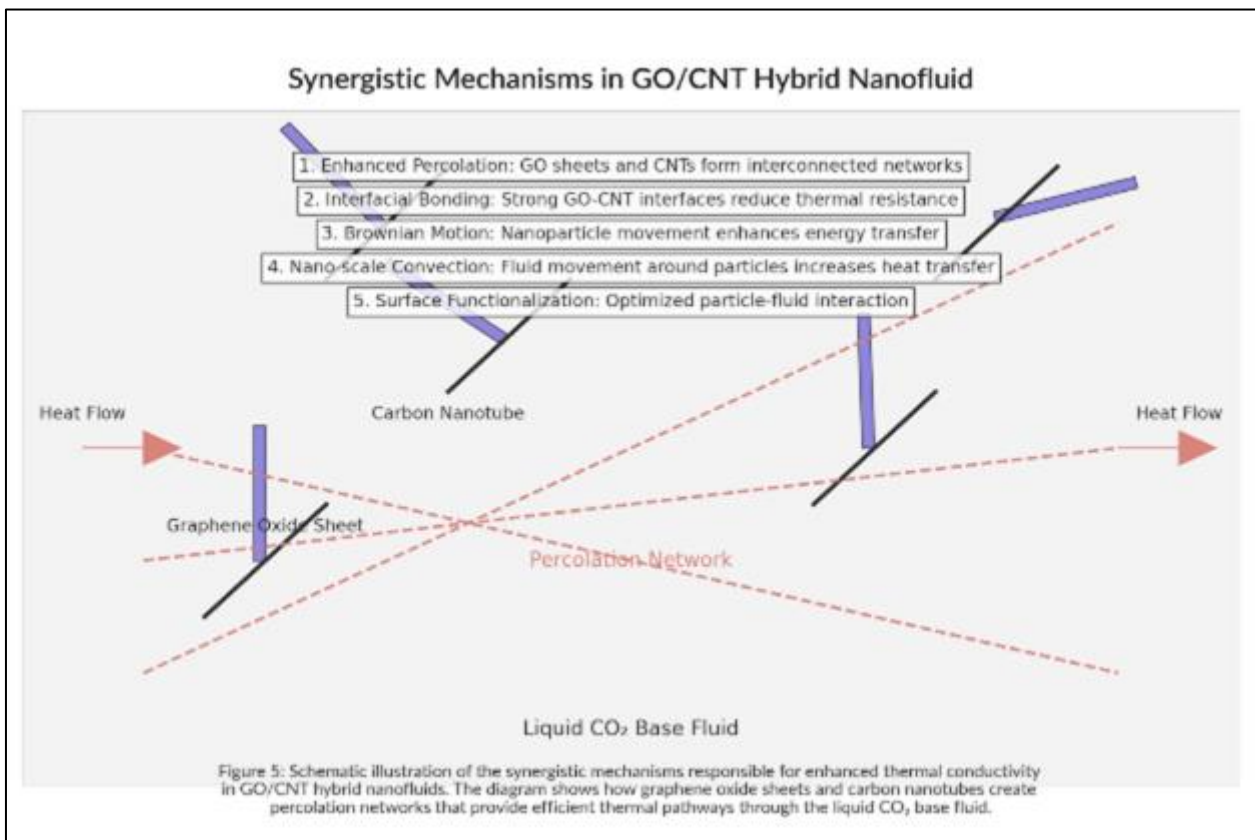 Synergistic Mechanisms in GO/CNT Hybrid Nanofluid
1. Enhanced Percolation: GO sheets and CNTs form interconnected networks
2. Interfacial Bonding: Strong GO-CNT interfaces reduce thermal resistance
3. Brownian Motion: Nanoparticle movement enhances energy transfer
4. Nano-scale Convection: Fluid movement around particles increases heat transfer
5. Surface Functionalization: Optimized particle-fluid interaction
Heat Flow
Carbon Nanotube
Heat Flow
Graphene Oxide Sheet
Percolation Network
Liquid CO₂ Base Fluid
Figure 5: Schematic illustration of the synergistic mechanisms responsible for enhanced thermal conductivity
in GO/CNT hybrid nanofluids. The diagram shows how graphene oxide sheets and carbon nanotubes create
percolation networks that provide efficient thermal pathways through the liquid CO₂ base fluid.